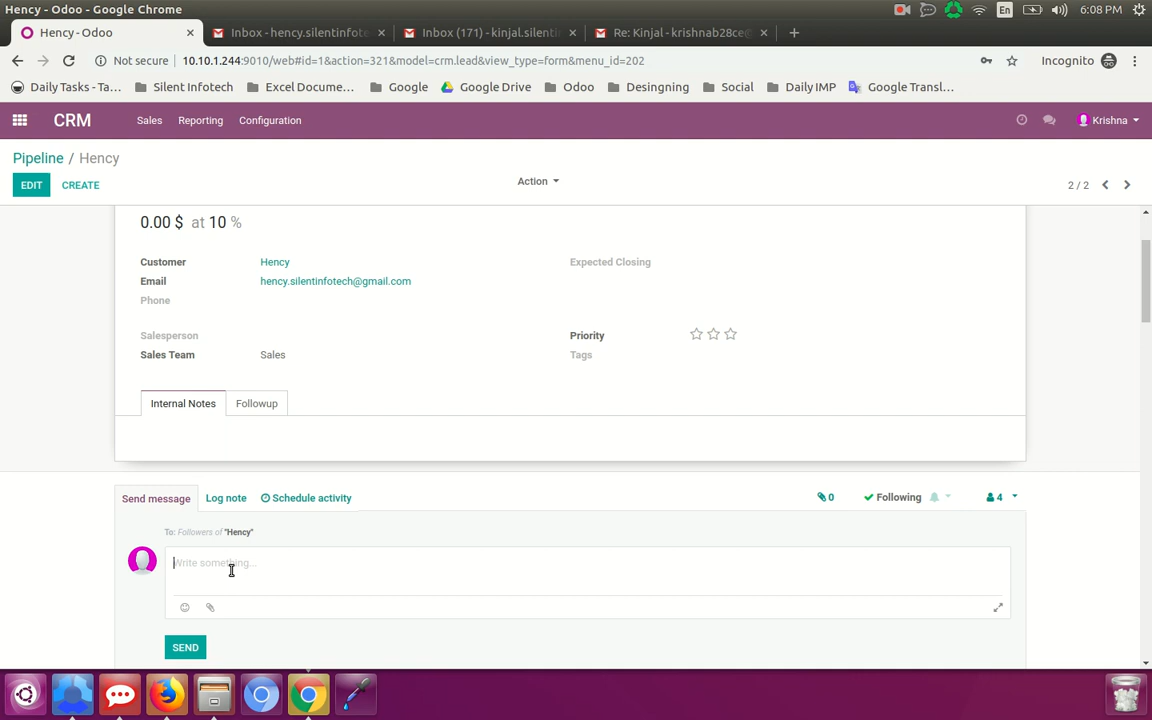 Hency - Odoo - Google Chrome
En
6:08 PM
Hency - Odoo
Inbox - hency.silentinfote
Inbox (171) - kinjal.silenti
Re: Kinjal - krishnab28ce@
Not secure
10.10.1.244:9010/web#id=1&action=321&model=crm.lead&view_type=form&menu_id=202
Incognito
Daily Tasks - Ta…
Silent Infotech
Excel Docume…
Google
Google Drive
Odoo
Desingning
Social
Daily IMP
Google Transl…
CRM
Sales
Reporting
Configuration
Krishna
Pipeline / Hency
EDIT
CREATE
Action
2 / 2
0.00 $ at 10 %
Customer
Hency
Expected Closing
Email
hency.silentinfotech@gmail.com
Phone
Salesperson
Priority
Sales Team
Sales
Tags
Internal Notes
Followup
Send message
Log note
Schedule activity
0
Following
4
To: Followers of "Hency"
Write something...
SEND